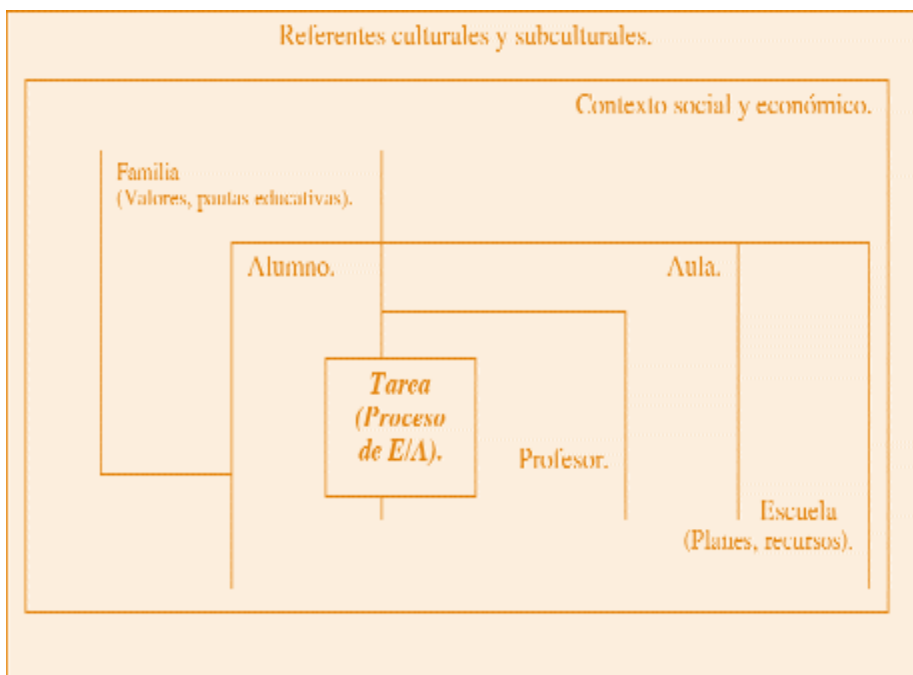 Referentes culturales y subculturales.
Contexto social y económico.
Familia
(Valores, pautas educativas).
Alumno.
Aula.
Tarea
(Proceso
de E/A).
Profesor.
Escuela
(Planes, recursos).